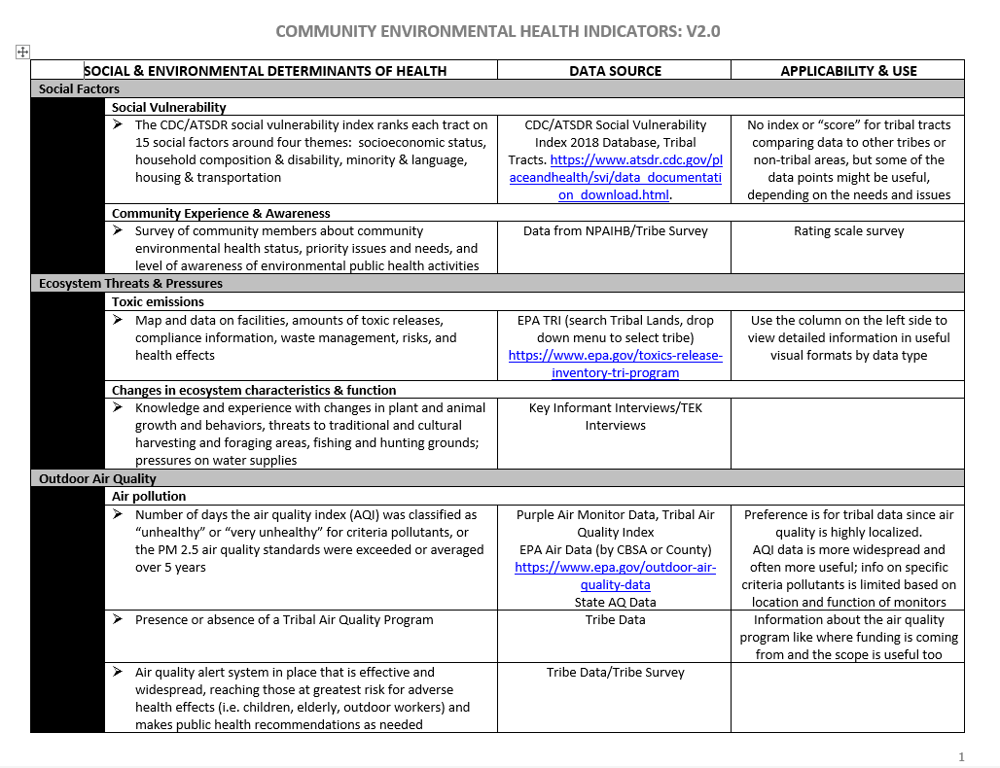 COMMUNITY ENVIRONMENTAL HEALTH INDICATORS: V2.0
SOCIAL & ENVIRONMENTAL DETERMINANTS OF HEALTH
DATA SOURCE
APPLICABILITY & USE
Social Factors
Social Vulnerability
➢ The CDC/ATSDR social vulnerability index ranks each tract on
15 social factors around four themes: socioeconomic status,
household composition & disability, minority & language,
housing & transportation
CDC/ATSDR Social Vulnerability
Index 2018 Database, Tribal
Tracts. https://www.atsdr.cdc.gov/pl
aceandhealth/svi/data_documentati
on_download.html.
No index or “score” for tribal tracts
comparing data to other tribes or
non-tribal areas, but some of the
data points might be useful,
depending on the needs and issues
Community Experience & Awareness
➢ Survey of community members about community
environmental health status, priority issues and needs, and
level of awareness of environmental public health activities
Data from NPAIHB/Tribe Survey
Rating scale survey
Ecosystem Threats & Pressures
Toxic emissions
➢ Map and data on facilities, amounts of toxic releases,
compliance information, waste management, risks, and
health effects
EPA TRI (search Tribal Lands, drop
down menu to select tribe)
https://www.epa.gov/toxics-release-
inventory-tri-program
Use the column on the left side to
view detailed information in useful
visual formats by data type
Changes in ecosystem characteristics & function
➢ Knowledge and experience with changes in plant and animal
growth and behaviors, threats to traditional and cultural
harvesting and foraging areas, fishing and hunting grounds;
pressures on water supplies
Key Informant Interviews/TEK
Interviews
Outdoor Air Quality
Air pollution
➢ Number of days the air quality index (AQI) was classified as
“unhealthy” or “very unhealthy” for criteria pollutants, or
the PM 2.5 air quality standards were exceeded or averaged
over 5 years
Purple Air Monitor Data, Tribal Air
Quality Index
EPA Air Data (by CBSA or County)
https://www.epa.gov/outdoor-air-
quality-data
State AQ Data
Preference is for tribal data since air
quality is highly localized.
AQI data is more widespread and
often more useful; info on specific
criteria pollutants is limited based on
location and function of monitors
➢ Presence or absence of a Tribal Air Quality Program
Tribe Data
Information about the air quality
program like where funding is coming
from and the scope is useful too
➢ Air quality alert system in place that is effective and
widespread, reaching those at greatest risk for adverse
health effects (i.e. children, elderly, outdoor workers) and
makes public health recommendations as needed
Tribe Data/Tribe Survey
1